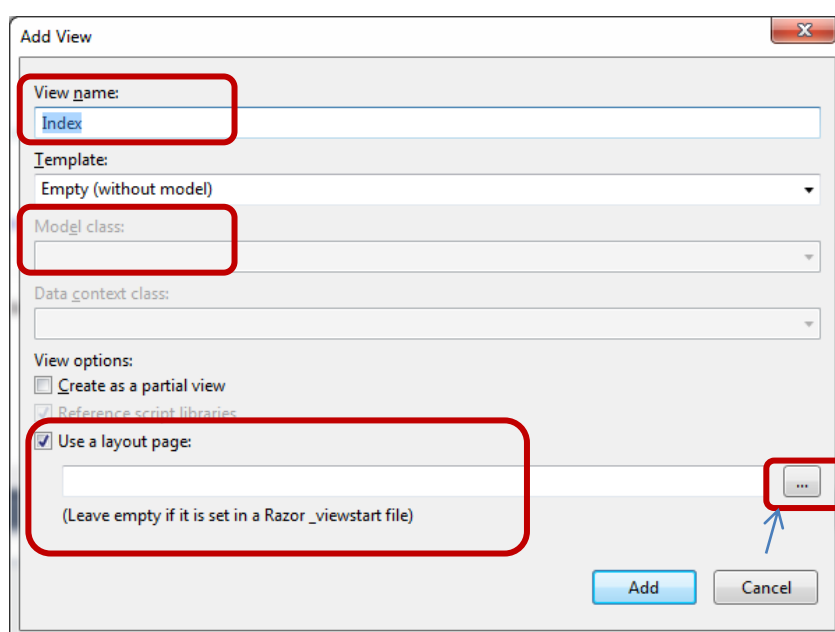 Add View
View name:
Index
Template:
Empty (without model)
Model class:
Data context class:
View options:
Create as a partial view
Reference script libraries
Use a layout page:
...
(Leave empty if it is set in a Razor _viewstart file)
Add Cancel